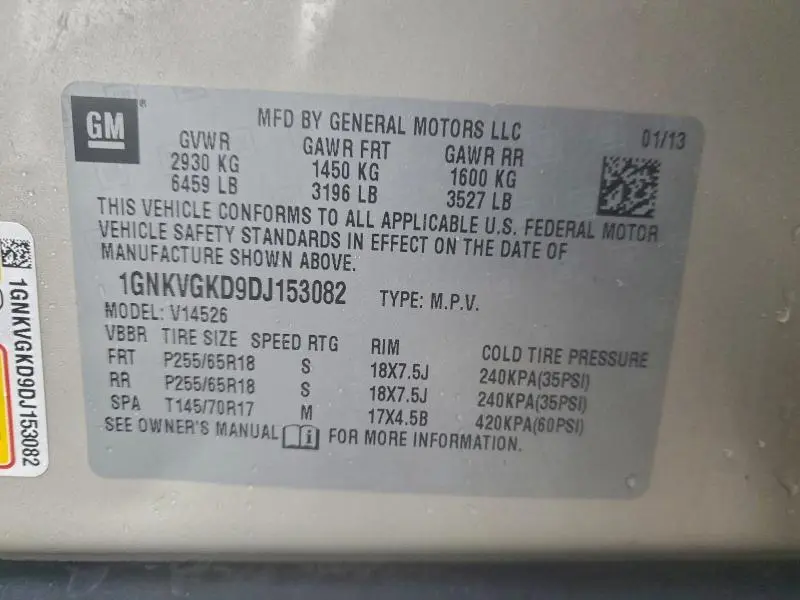 GM
MFD BY GENERAL MOTORS LLC 01/13
GVWR GAWR FRT GAWR RR
2930 KG 1450 KG 1600 KG
6459 LB 3196 LB 3527 LB
THIS VEHICLE CONFORMS TO ALL APPLICABLE U.S. FEDERAL MOTOR
VEHICLE SAFETY STANDARDS IN EFFECT ON THE DATE OF
MANUFACTURE SHOWN ABOVE.
1GNKVGKD9DJ153082 TYPE: M.P.V.
MODEL: V14526
VBBR TIRE SIZE SPEED RTG RIM COLD TIRE PRESSURE
FRT P255/65R18 S 18X7.5J 240KPA(35PSI)
RR P255/65R18 S 18X7.5J 240KPA(35PSI)
SPA T145/70R17 M 17X4.5B 420KPA(60PSI)
SEE OWNER'S MANUAL FOR MORE INFORMATION.
1GNKVGKD9DJ153082